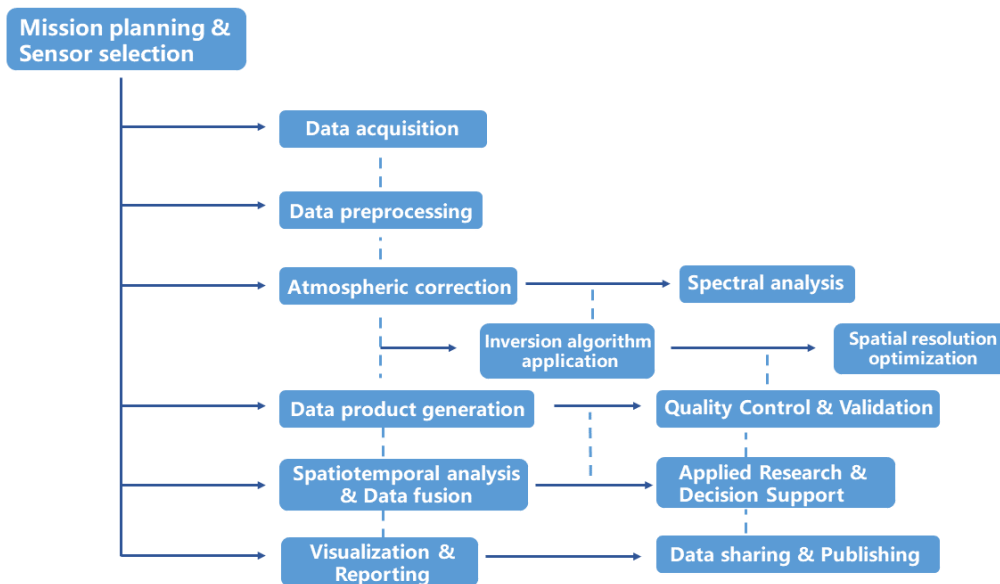 Mission planning &
Sensor selection
Data acquisition
Data preprocessing
Atmospheric correction
Spectral analysis
Inversion algorithm
application
Spatial resolution
optimization
Data product generation
Quality Control & Validation
Spatiotemporal analysis
& Data fusion
Applied Research &
Decision Support
Visualization &
Reporting
Data sharing & Publishing